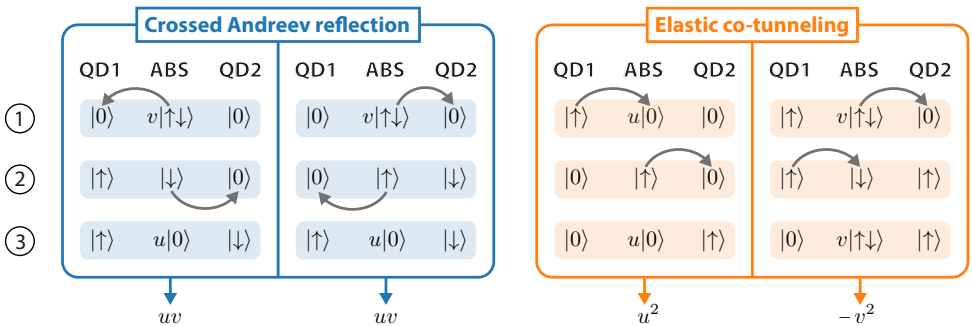 Crossed Andreev reflection Elastic co-tunneling
QD1 ABS QD2 QD1 ABS QD2 QD1 ABS QD2 QD1 ABS QD2
1 |0⟩ v|↑↓⟩ |0⟩ |0⟩ v|↑↓⟩ |0⟩ |↑⟩ u|0⟩ |0⟩ |↑⟩ v|↑↓⟩ |0⟩
2 |↑⟩ |↓⟩ |0⟩ |0⟩ |↑⟩ |↓⟩ |0⟩ |↑⟩ |0⟩ |↑⟩ |↓⟩ |↑⟩
3 |↑⟩ u|0⟩ |↓⟩ |↑⟩ u|0⟩ |↓⟩ |0⟩ u|0⟩ |↑⟩ |0⟩ v|↑↓⟩ |↑⟩
uv uv u² −v²